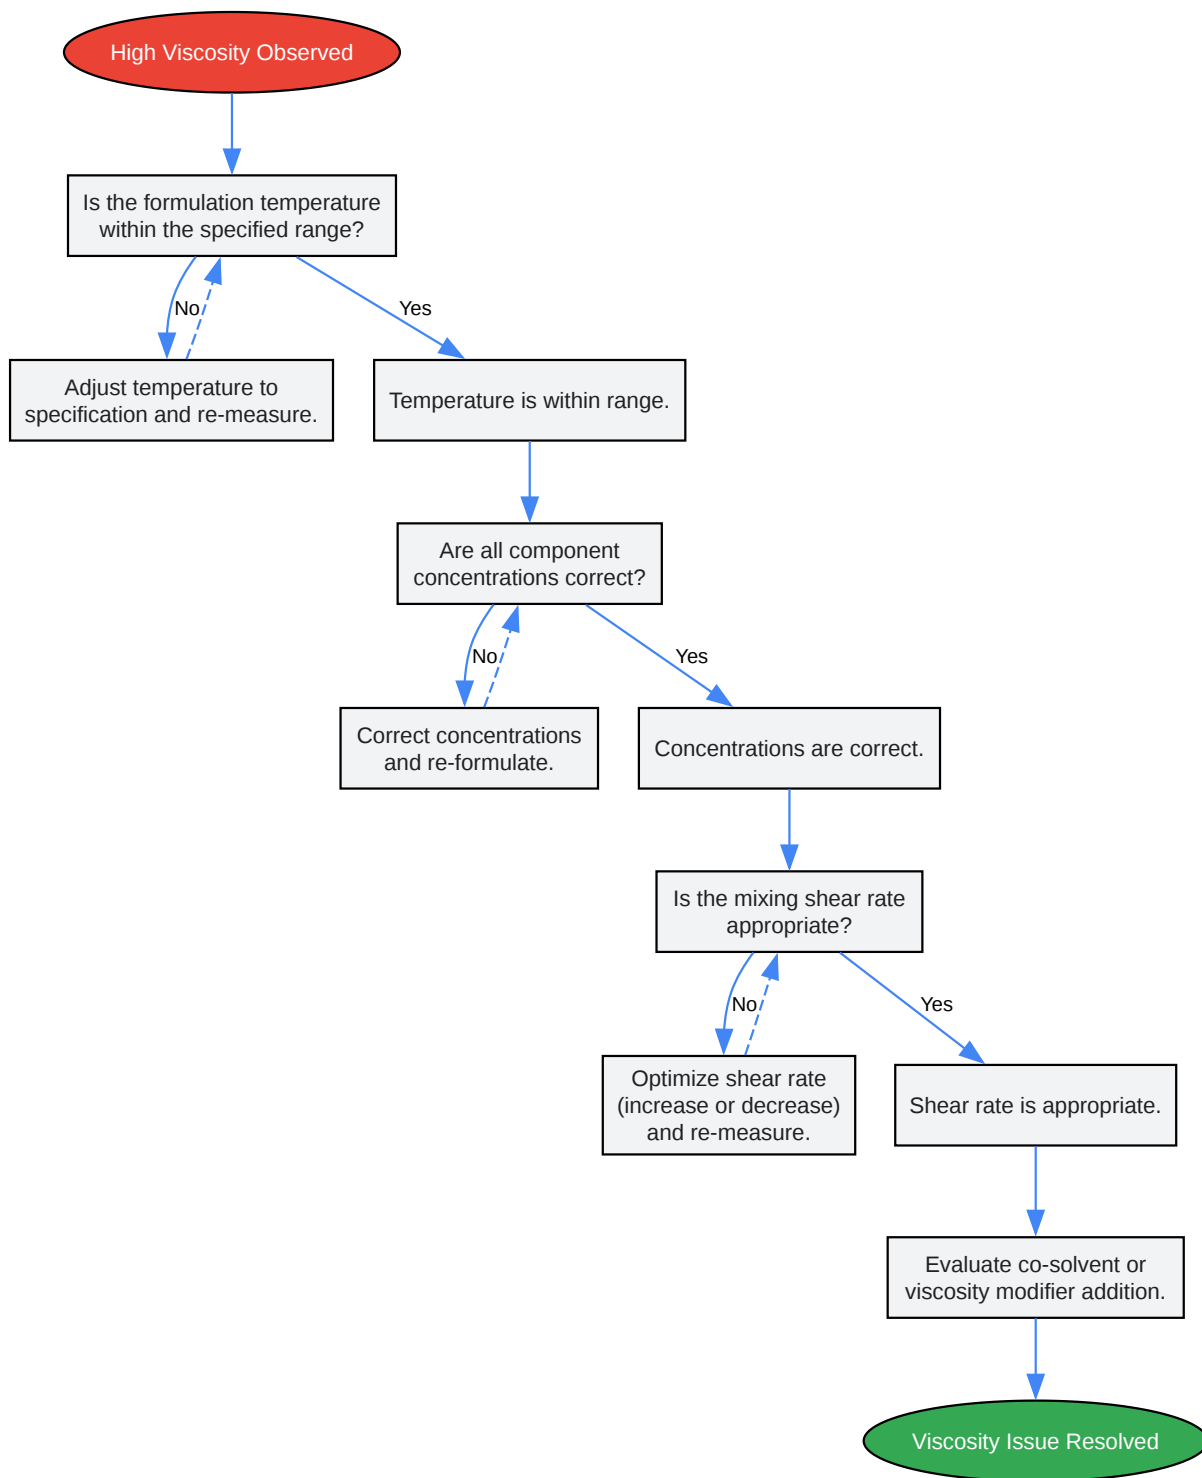 High Viscosity Observed
Is the formulation temperature
within the specified range?
No
Yes
Adjust temperature to
specification and re-measure.
Temperature is within range.
Are all component
concentrations correct?
No
Yes
Correct concentrations
and re-formulate.
Concentrations are correct.
Is the mixing shear rate
appropriate?
No
Yes
Optimize shear rate
(increase or decrease)
and re-measure.
Shear rate is appropriate.
Evaluate co-solvent or
viscosity modifier addition.
Viscosity Issue Resolved